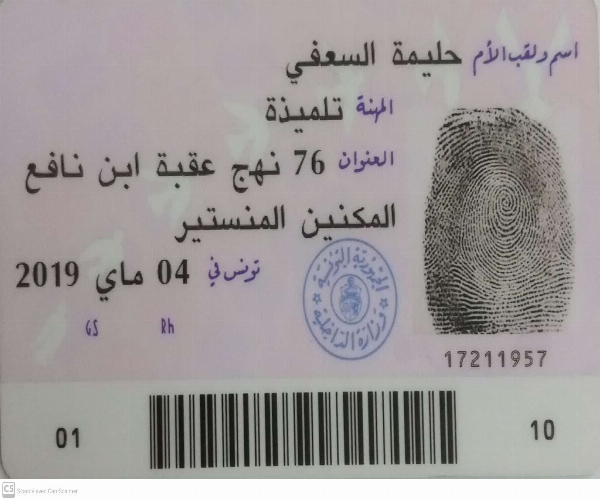 اسم ولقب الأم حليمة السعفي
المهنة تلميذة
العنوان 76 نهج عقبة ابن نافع
المكنين المنستير
تونس في 04 ماي 2019
الجمهورية التونسية
وزارة الداخلية
GS Rh
17211957
01 10
CS Scanned with CamScanner